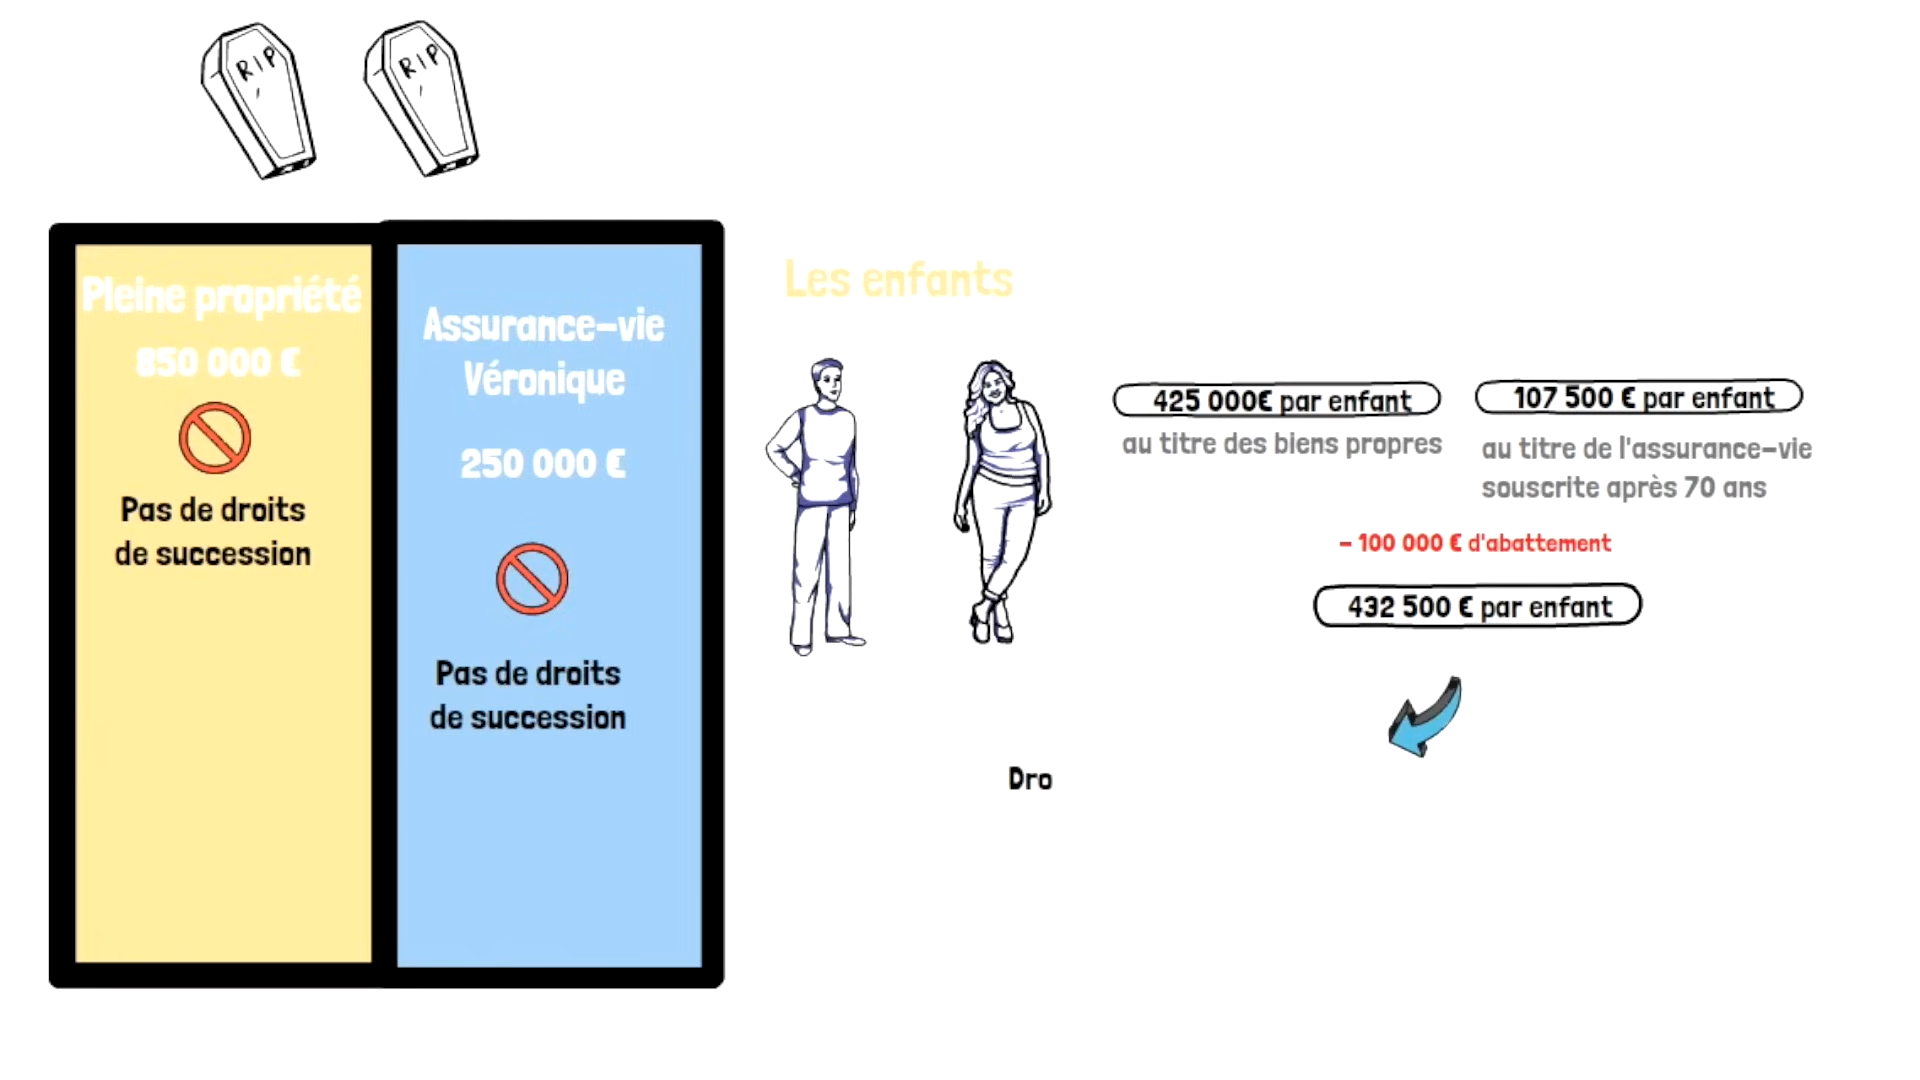 RIP
RIP
Pleine propriété
850 000 €
Pas de droits
de succession
Assurance-vie
Véronique
250 000 €
Pas de droits
de succession
Les enfants
425 000€ par enfant
au titre des biens propres
107 500 € par enfant
au titre de l'assurance-vie
souscrite après 70 ans
- 100 000 € d'abattement
432 500 € par enfant
Dro